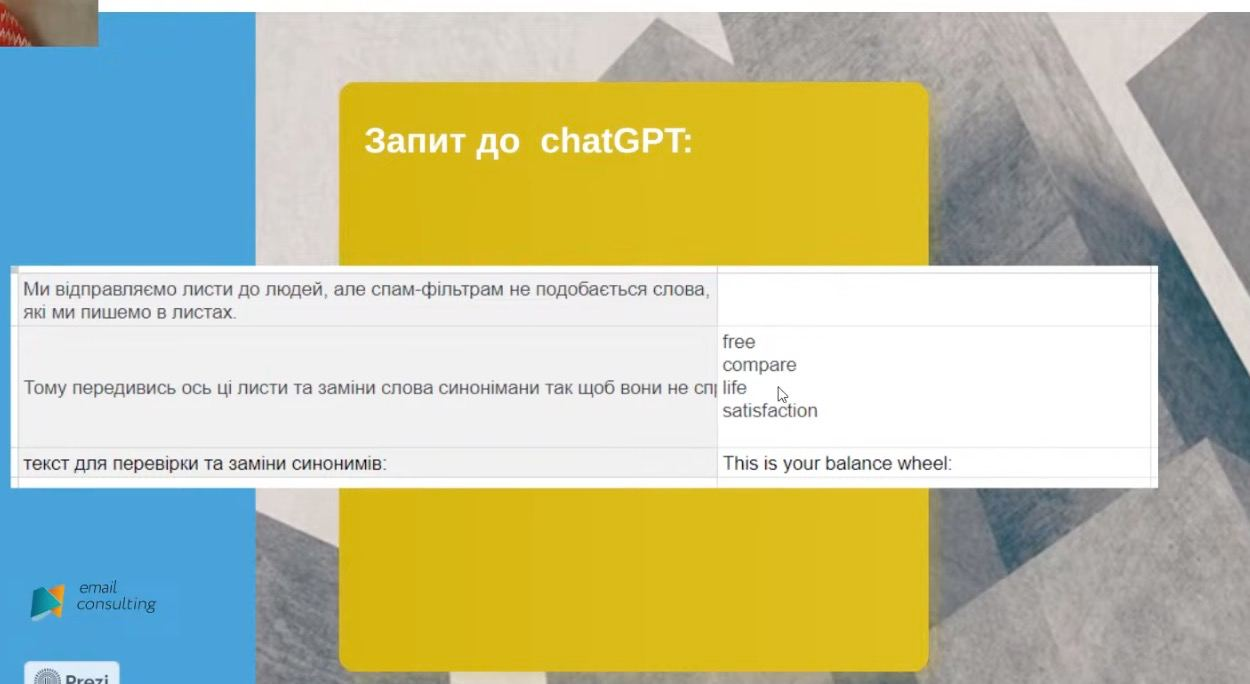 Запит до chatGPT:
Ми відправляємо листи до людей, але спам-фільтрам не подобається слова,
які ми пишемо в листах.
free
compare
Тому передивись ось ці листи та заміни слова синонімани так щоб вони не
life
satisfaction
текст для перевірки та заміни синонімів:
This is your balance wheel:
email
consulting
Prezi